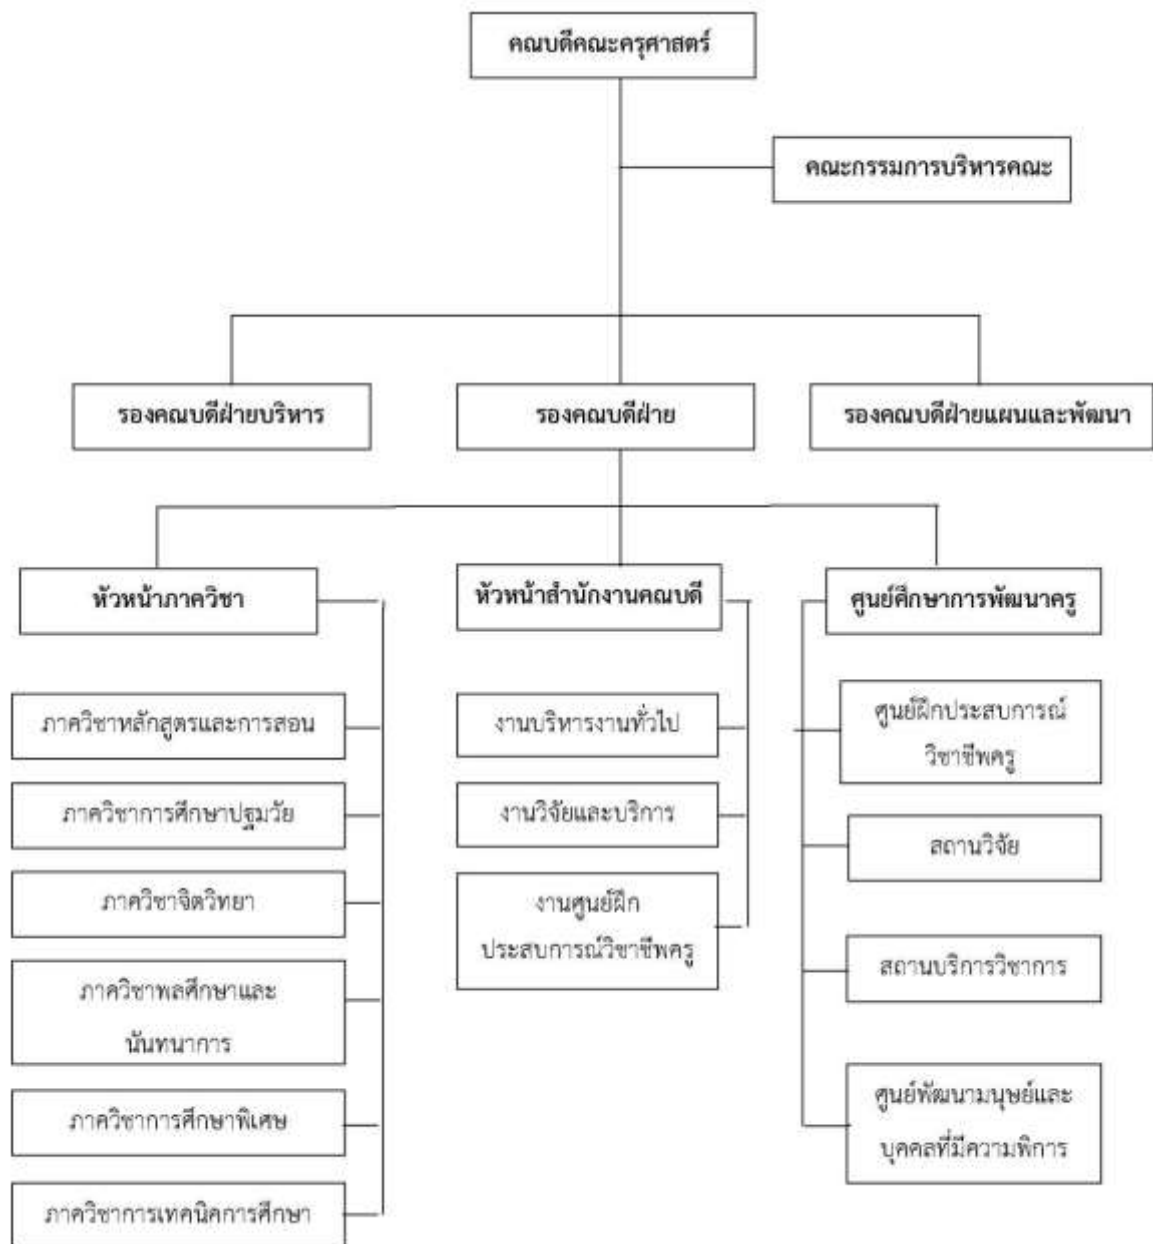 คณบดีคณะครุศาสตร์
คณะกรรมการบริหารคณะ
รองคณบดีฝ่ายบริหาร
รองคณบดีฝ่าย
รองคณบดีฝ่ายแผนและพัฒนา
หัวหน้าภาควิชา
ภาควิชาหลักสูตรและการสอน
ภาควิชาการศึกษาปฐมวัย
ภาควิชาจิตวิทยา
ภาควิชาพลศึกษาและ
นันทนาการ
ภาควิชาการศึกษาพิเศษ
ภาควิชาการเทคนิคการศึกษา
หัวหน้าสำนักงานคณบดี
งานบริหารงานทั่วไป
งานวิจัยและบริการ
งานศูนย์ฝึก
ประสบการณ์วิชาชีพครู
ศูนย์ศึกษาการพัฒนาครู
ศูนย์ฝึกประสบการณ์
วิชาชีพครู
สถานวิจัย
สถานบริการวิชาการ
ศูนย์พัฒนามนุษย์และ
บุคคลที่มีความพิการ